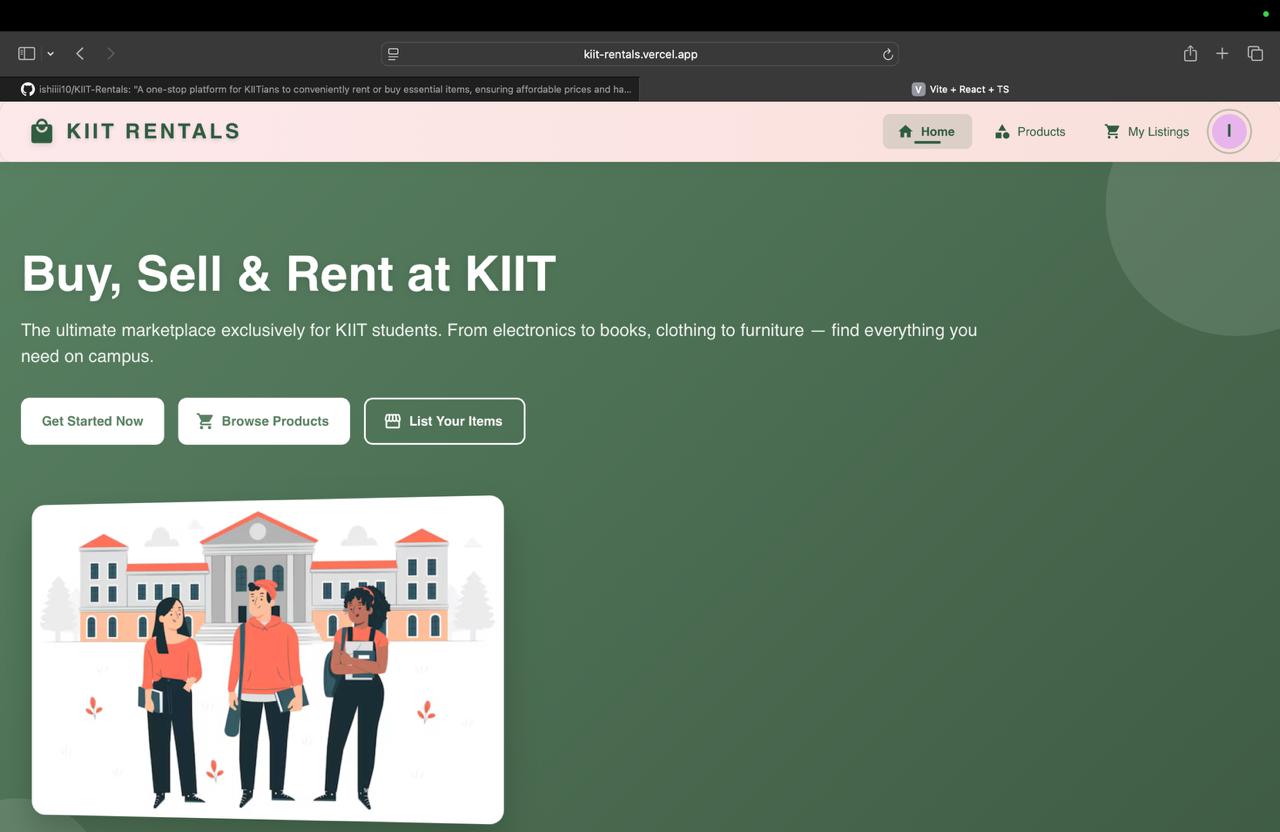 kiit-rentals.vercel.app
ishiiii10/KIIT-Rentals: "A one-stop platform for KIITians to conveniently rent or buy essential items, ensuring affordable prices and ha...
V Vite + React + TS
KIIT RENTALS
Home
Products
My Listings
I
Buy, Sell & Rent at KIIT
The ultimate marketplace exclusively for KIIT students. From electronics to books, clothing to furniture — find everything you
need on campus.
Get Started Now
Browse Products
List Your Items